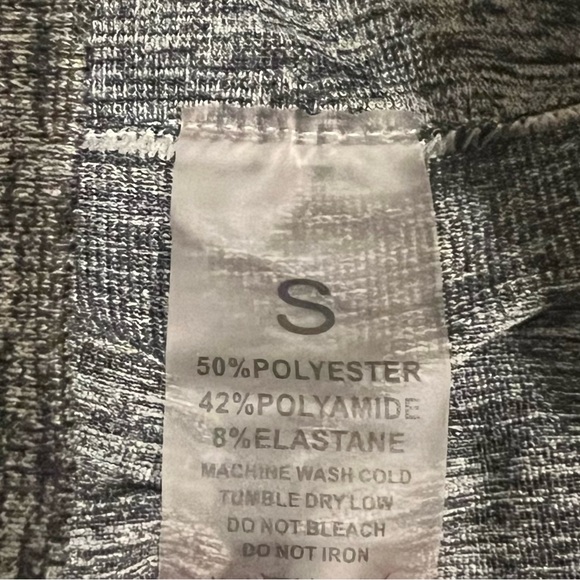 S
50%POLYESTER
42%POLYAMIDE
8%ELASTANE
MACHINE WASH COLD
TUMBLE DRY LOW
DO NOT BLEACH
DO NOT IRON